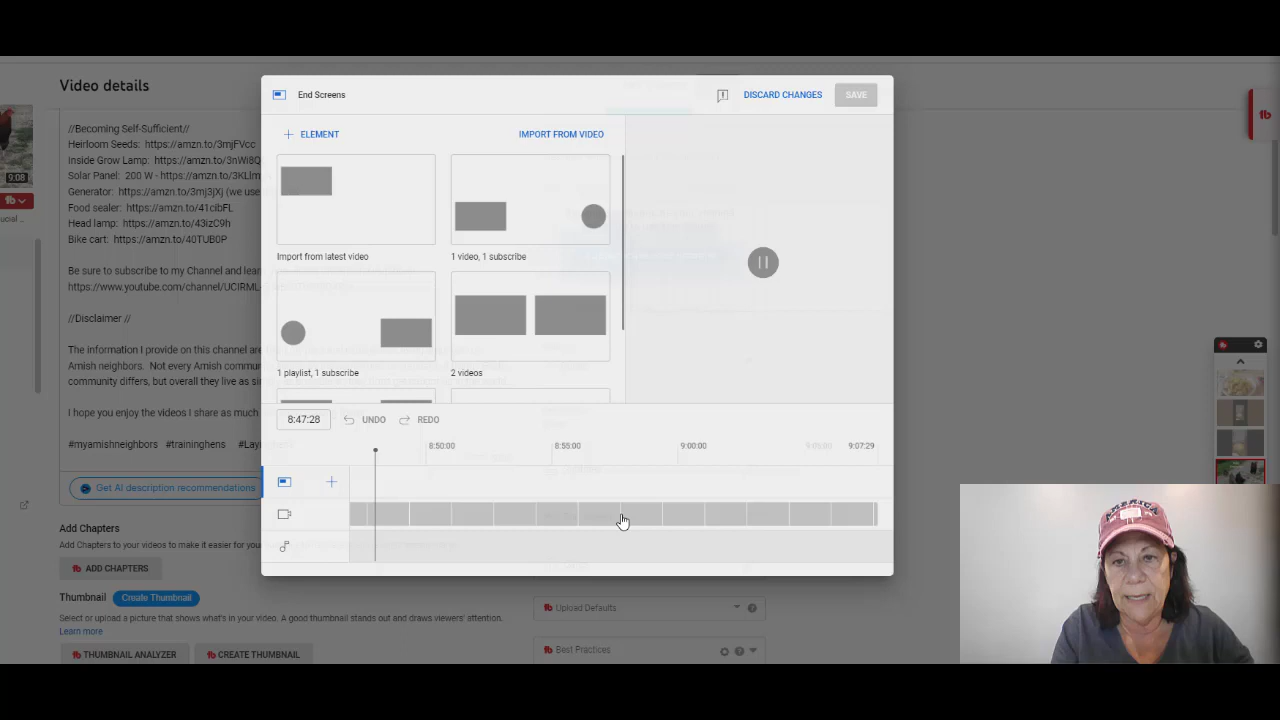 Video details
End Screens
DISCARD CHANGES
SAVE
ELEMENT
IMPORT FROM VIDEO
Import from latest video
1 video, 1 subscribe
1 playlist, 1 subscribe
2 videos
8:47:28
UNDO
REDO
8:50:00
8:55:00
9:00:00
9:05:00
9:07:29
9:08
//Becoming Self-Sufficient//
Heirloom Seeds: https://amzn.to/3mjFVcc
Inside Grow Lamp: https://amzn.to/3nWi8Q
Solar Panel: 200 W - https://amzn.to/3KLlm
Generator: https://amzn.to/3mj3jXj (we use
Food sealer: https://amzn.to/41cibFL
Head lamp: https://amzn.to/43izC9h
Bike cart: https://amzn.to/40TUB0P
Be sure to subscribe to my Channel and lear
https://www.youtube.com/channel/UCIRML-
//Disclaimer //
The information I provide on this channel are
Amish neighbors. Not every Amish commun
community differs, but overall they live as si
I hope you enjoy the videos I share as much
#myamishneighbors #traininghens #Lay
Get AI description recommendations
Add Chapters
Add Chapters to your videos to make it easier for your
ADD CHAPTERS
Thumbnail
Create Thumbnail
Select or upload a picture that shows what's in your video. A good thumbnail stands out and draws viewers' attention.
Learn more
THUMBNAIL ANALYZER
CREATE THUMBNAIL
Upload Defaults
Best Practices
AMERICA